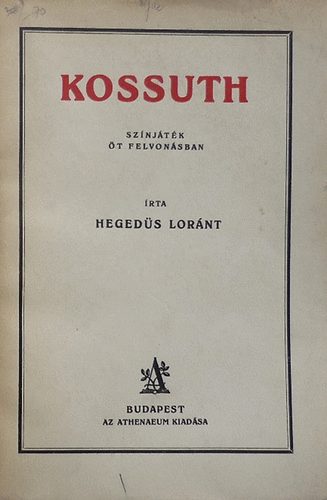 KOSSUTH
SZÍNJÁTÉK
ÖT FELVONÁSBAN
ÍRTA
HEGEDÜS LORÁNT
A
BUDAPEST
AZ ATHENAEUM KIADÁSA